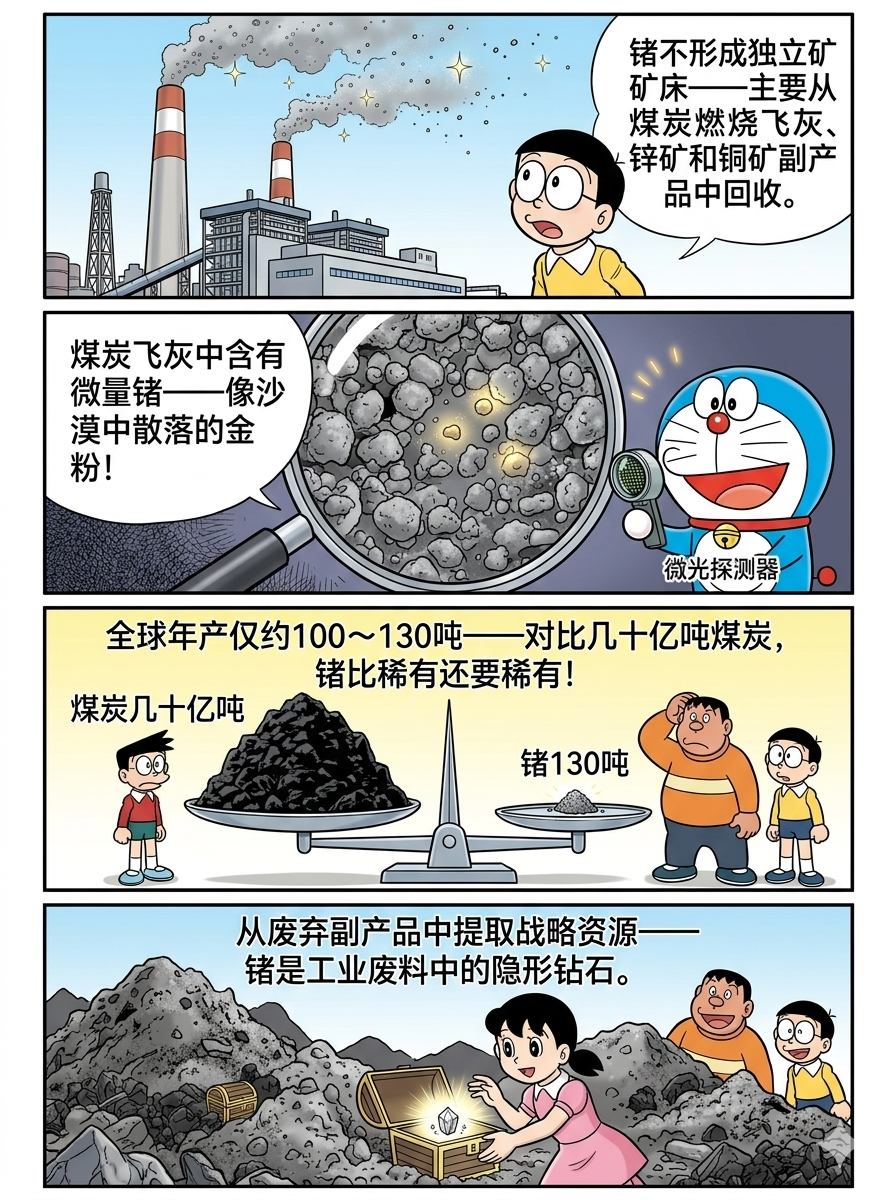 锗不形成独立矿
矿床——主要从
煤炭燃烧飞灰、
锌矿和铜矿副产
品中回收。
煤炭飞灰中含有
微量锗——像沙
漠中散落的金
粉！
微光探测器
全球年产仅约100～130吨——对比几十亿吨煤炭，
锗比稀有还要稀有！
煤炭几十亿吨
锗130吨
从废弃副产品中提取战略资源——
锗是工业废料中的隐形钻石。